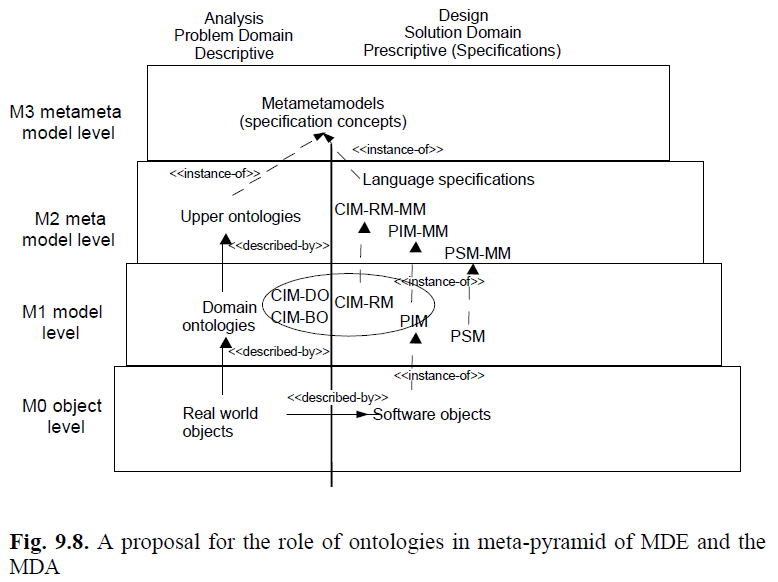 Analysis
Problem Domain
Descriptive
Design
Solution Domain
Prescriptive (Specifications)
M3 metameta
model level
Metametamodels
(specification concepts)
<<instance-of>>
<<instance-of>>
Language specifications
M2 meta
model level
Upper ontologies
CIM-RM-MM
PIM-MM
<<described-by>>
PSM-MM
M1 model
level
Domain
ontologies
CIM-DO
CIM-BO
CIM-RM
<<instance-of>>
PIM
PSM
<<described-by>>
<<instance-of>>
M0 object
level
Real world
objects
<<described-by>>
Software objects
Fig. 9.8. A proposal for the role of ontologies in meta-pyramid of MDE and the
MDA